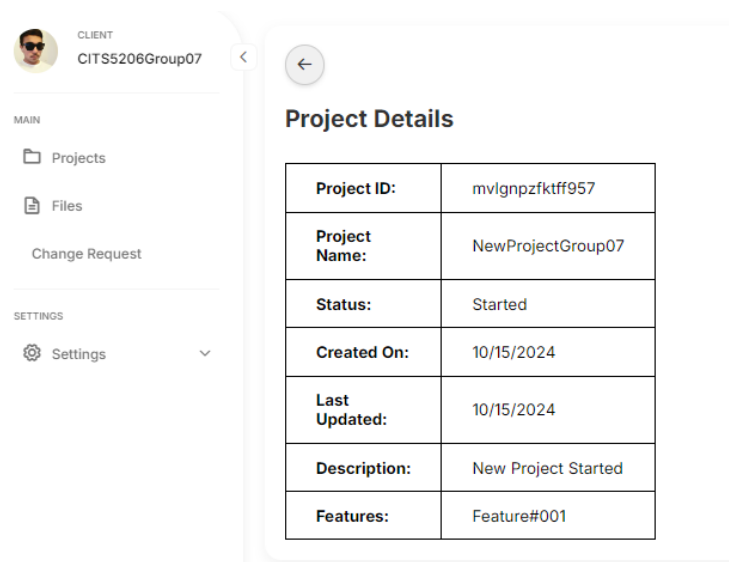 CLIENT
CITS5206Group07
MAIN
Projects
Files
Change Request
SETTINGS
Settings
Project Details
Project ID: mvlgnpzfktff957
Project
Name: NewProjectGroup07
Status: Started
Created On: 10/15/2024
Last
Updated: 10/15/2024
Description: New Project Started
Features: Feature#001